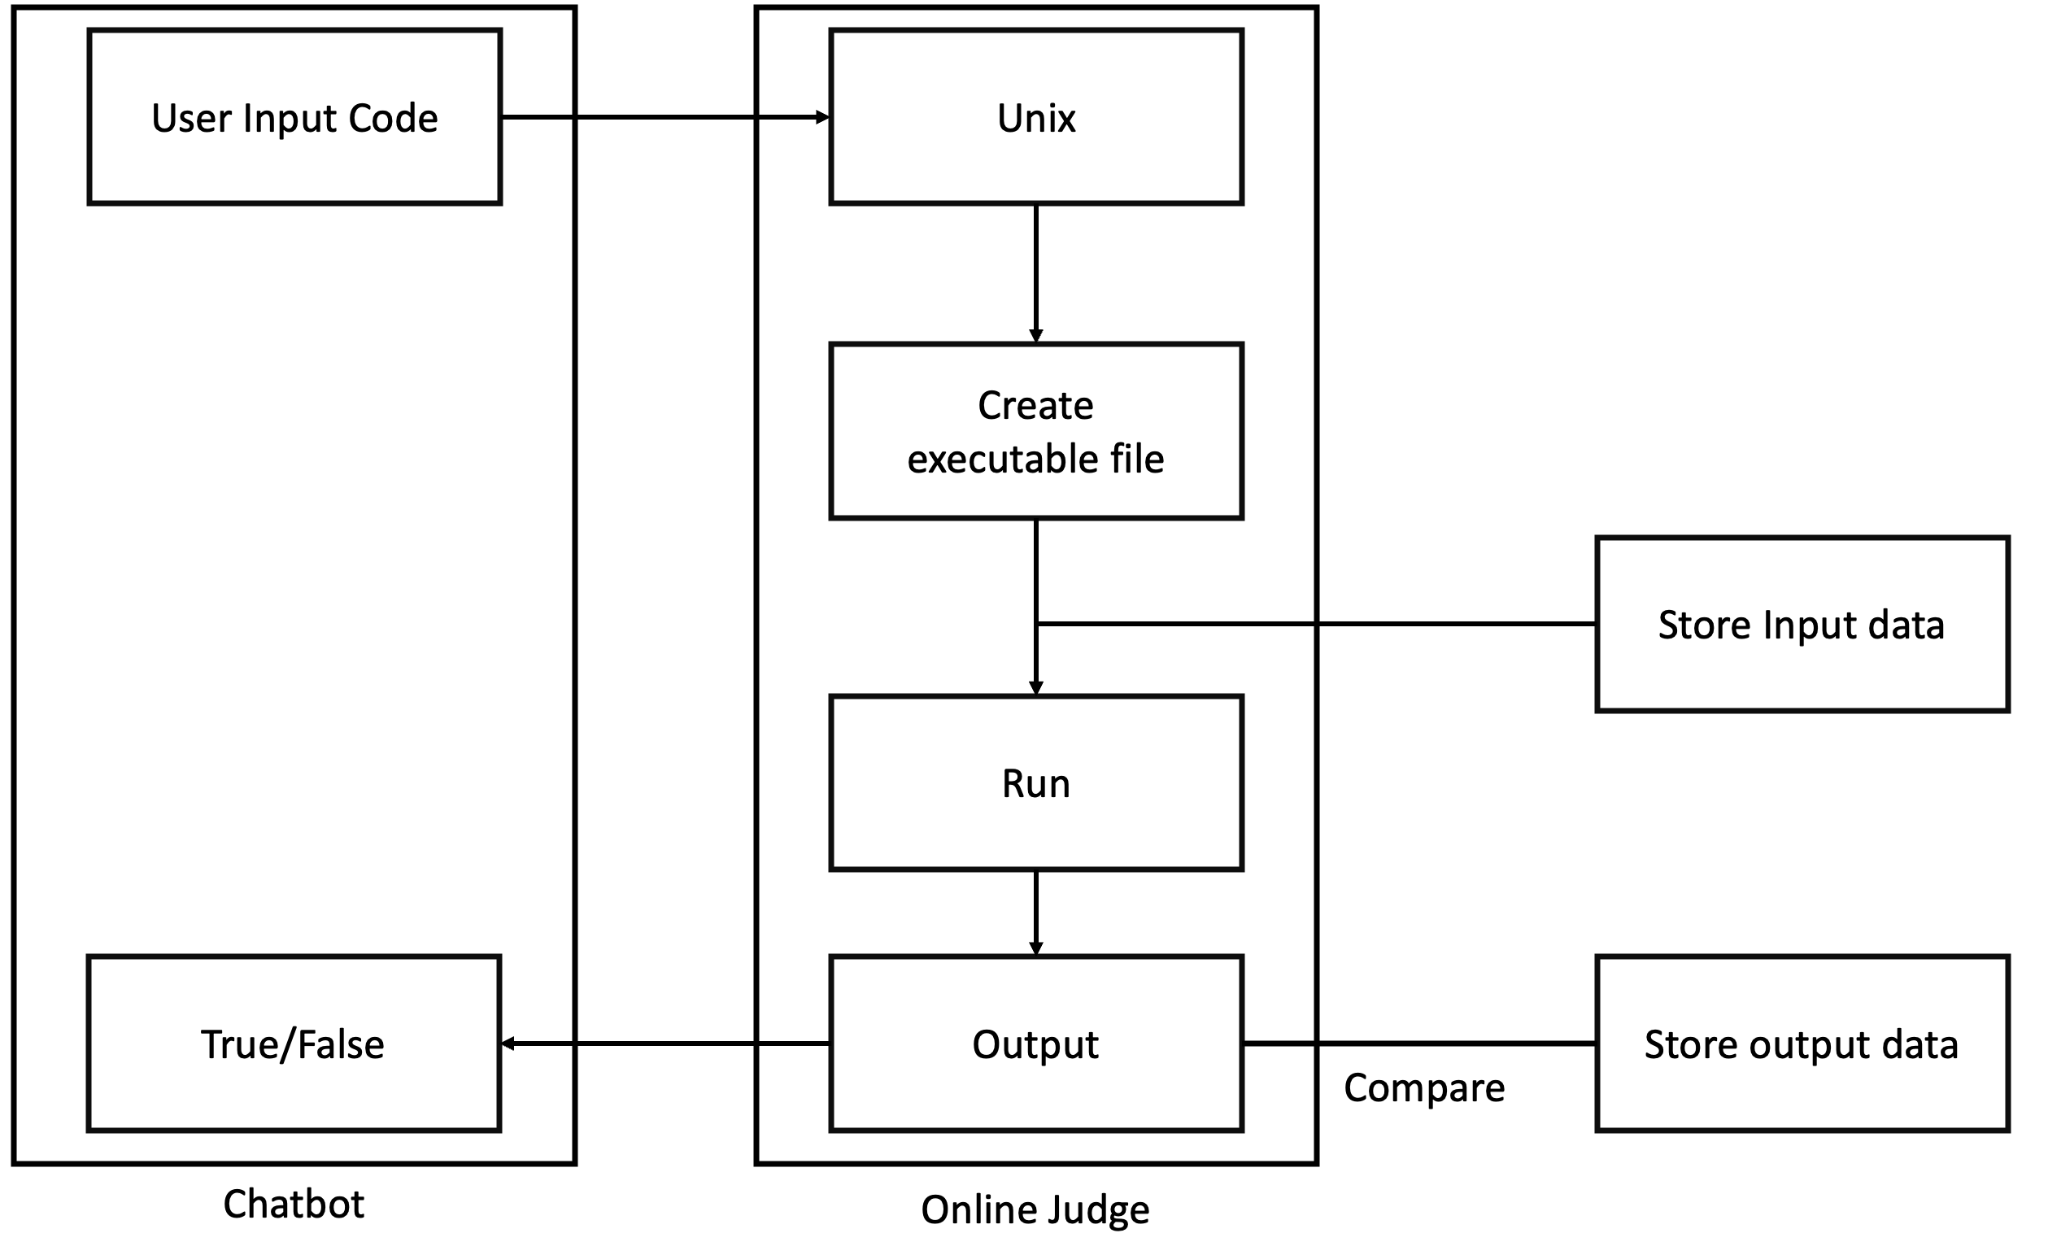 User Input Code
Unix
Create
executable file
Store Input data
Run
True/False
Output
Store output data
Compare
Chatbot
Online Judge